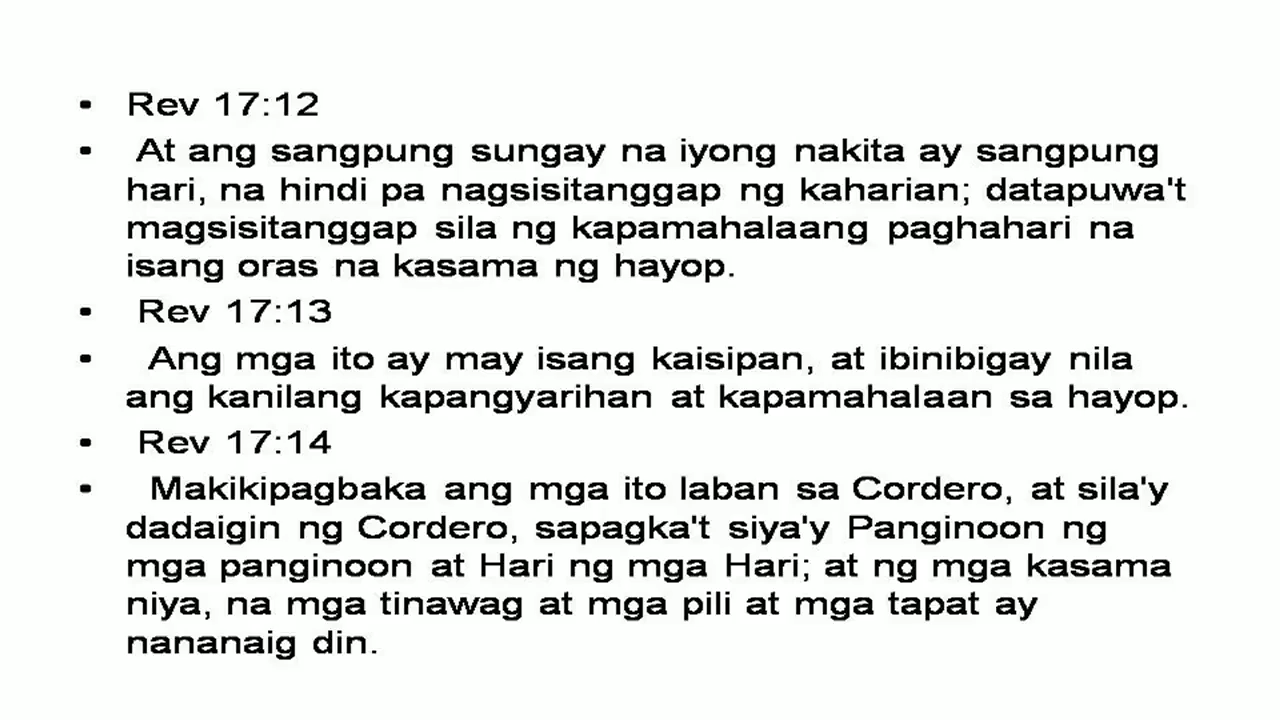 • Rev 17:12
• At ang sangpung sungay na iyong nakita ay sangpung
hari, na hindi pa nagsisitanggap ng kaharian; datapuwa't
magsisitanggap sila ng kapamahalaang paghahari na
isang oras na kasama ng hayop.
• Rev 17:13
• Ang mga ito ay may isang kaisipan, at ibinibigay nila
ang kanilang kapangyarihan at kapamahalaan sa hayop.
• Rev 17:14
• Makikipagbaka ang mga ito laban sa Cordero, at sila'y
dadaigin ng Cordero, sapagka't siya'y Panginoon ng
mga panginoon at Hari ng mga Hari; at ng mga kasama
niya, na mga tinawag at mga pili at mga tapat ay
nananaig din.